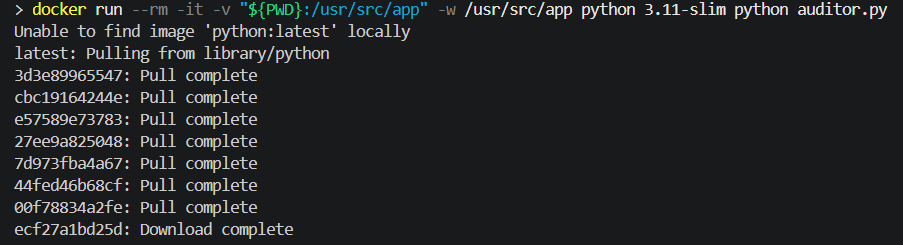 > docker run --rm -it -v "${PWD}:/usr/src/app" -w /usr/src/app python 3.11-slim python auditor.py
Unable to find image 'python:latest' locally
latest: Pulling from library/python
3d3e89965547: Pull complete
cbc19164244e: Pull complete
e57589e73783: Pull complete
27ee9a825048: Pull complete
7d973fba4a67: Pull complete
44fed46b68cf: Pull complete
00f78834a2fe: Pull complete
ecf27a1bd25d: Download complete